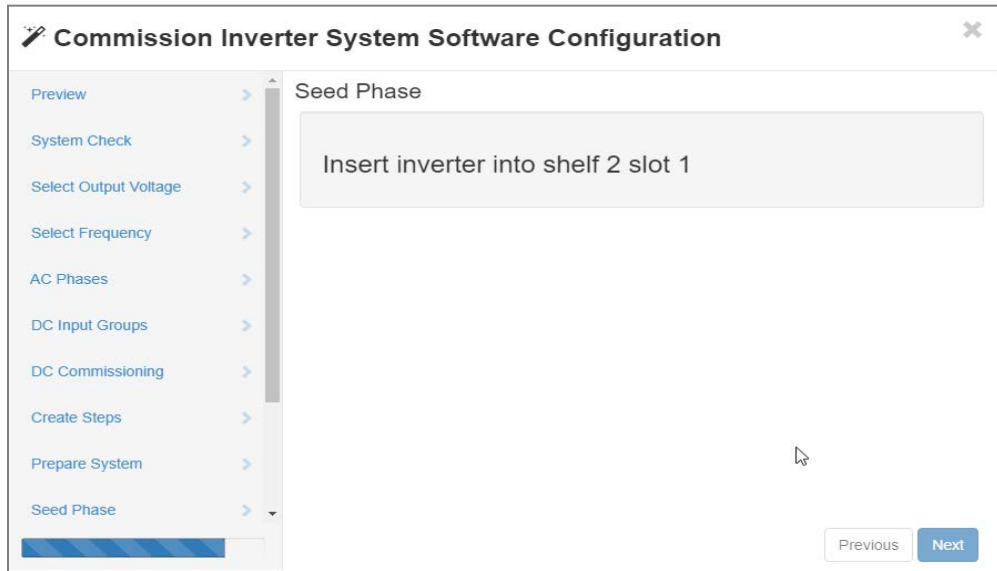 Commission Inverter System Software Configuration
Preview
System Check
Select Output Voltage
Select Frequency
AC Phases
DC Input Groups
DC Commissioning
Create Steps
Prepare System
Seed Phase
Seed Phase
Insert inverter into shelf 2 slot 1
Previous
Next